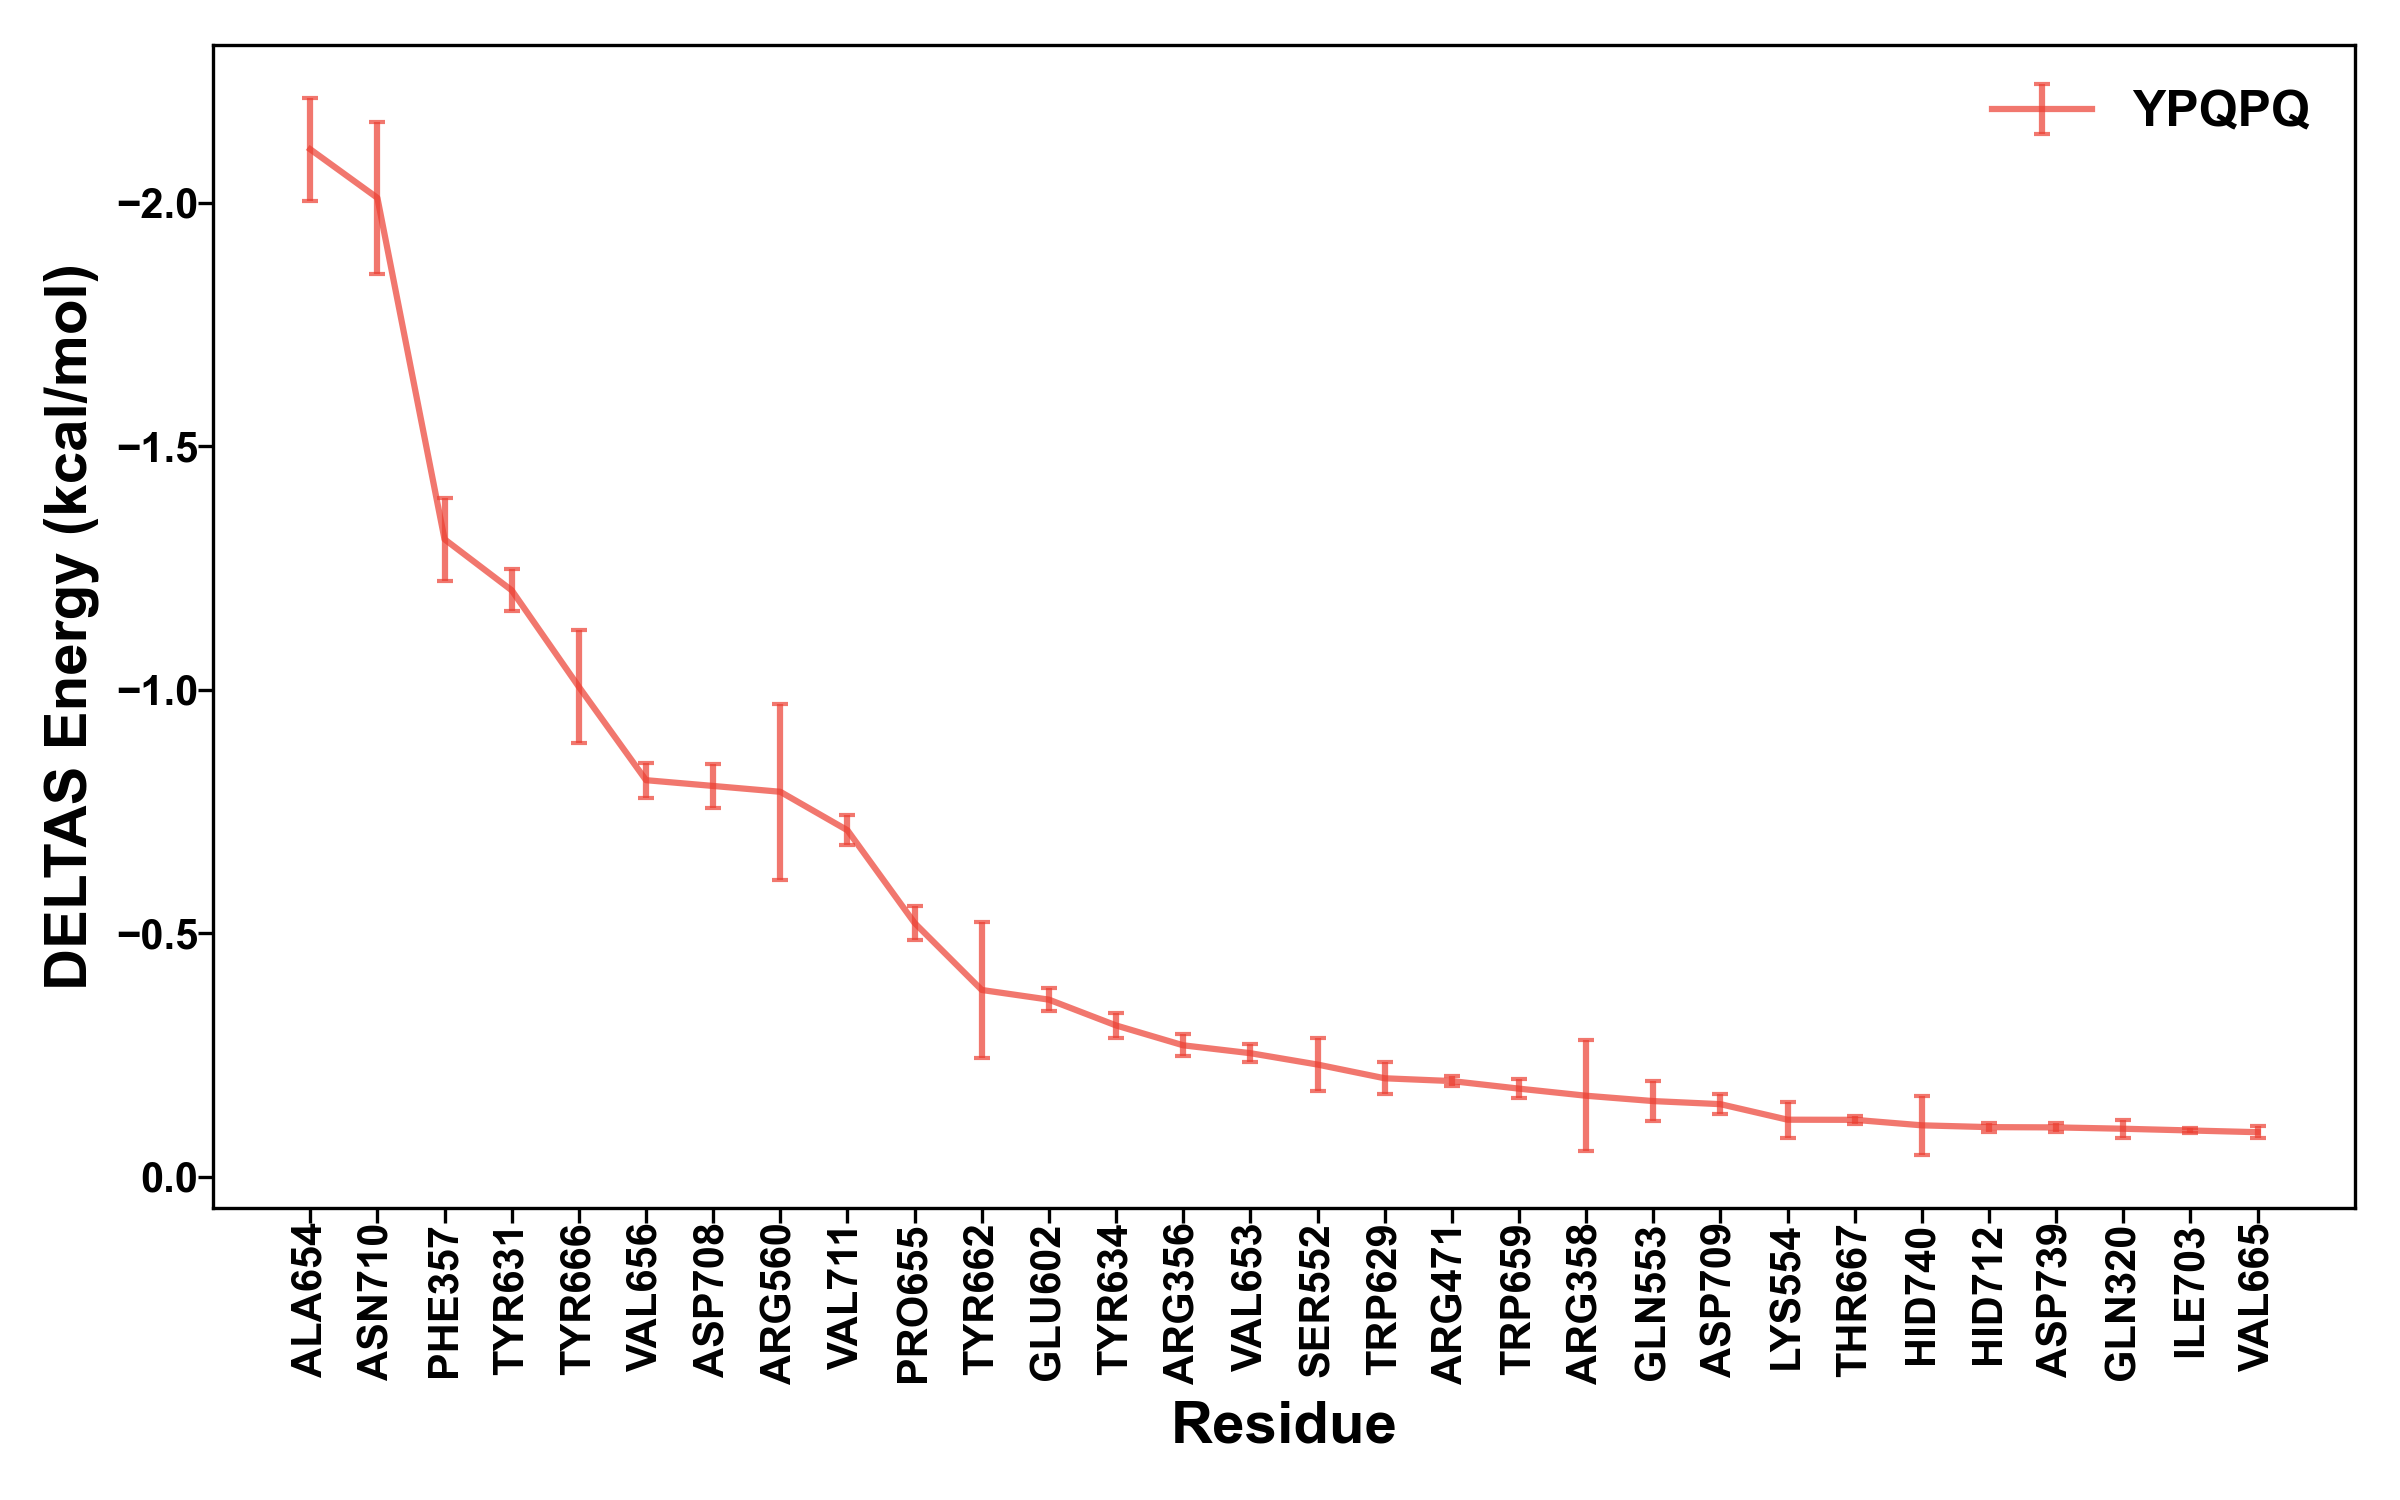 YPQPQ
DELTAS Energy (kcal/mol)
−2.0
−1.5
−1.0
−0.5
0.0
ALA654
ASN710
PHE357
TYR631
TYR666
VAL656
ASP708
ARG560
VAL711
PRO655
TYR662
GLU602
TYR634
ARG356
VAL653
SER552
TRP629
ARG471
TRP659
ARG358
GLN553
ASP709
LYS554
THR667
HID740
HID712
ASP739
GLN320
ILE703
VAL665
Residue